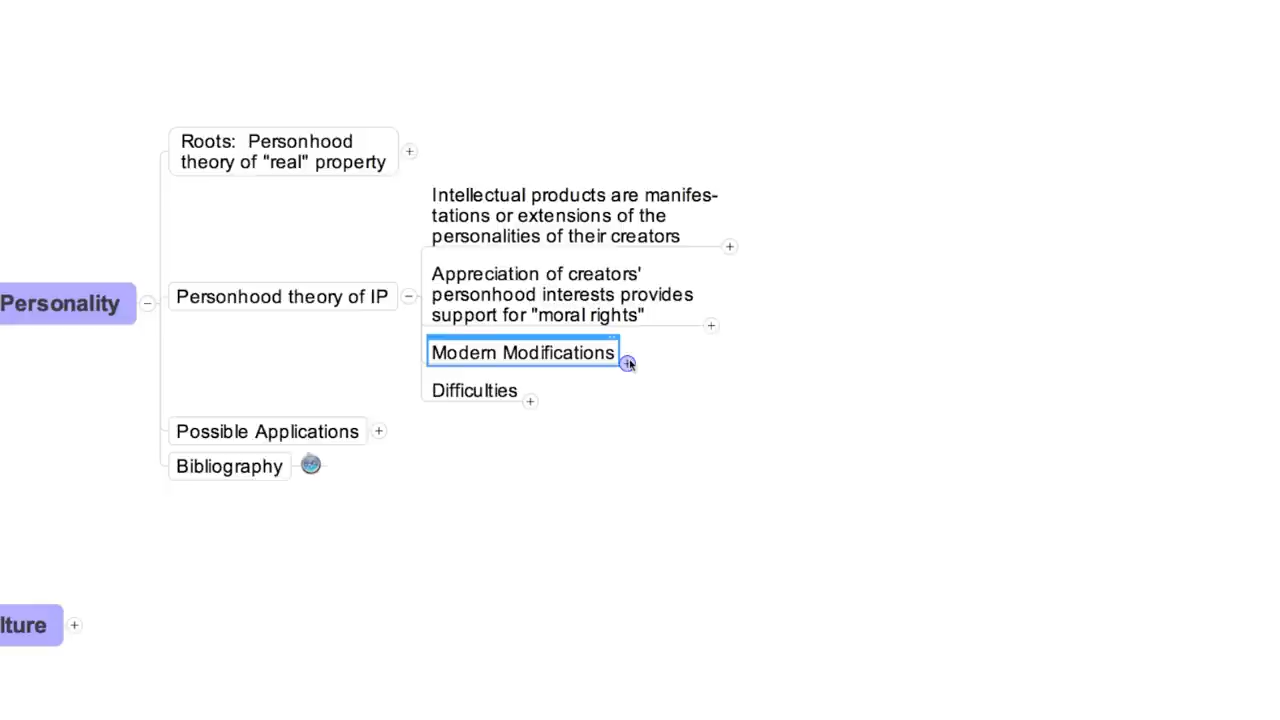 Roots:  Personhood
theory of "real" property
Intellectual products are manifes-
tations or extensions of the
personalities of their creators
Appreciation of creators'
personhood interests provides
support for "moral rights"
Personality
Personhood theory of IP
Modern Modifications
Difficulties
Possible Applications
Bibliography
lture